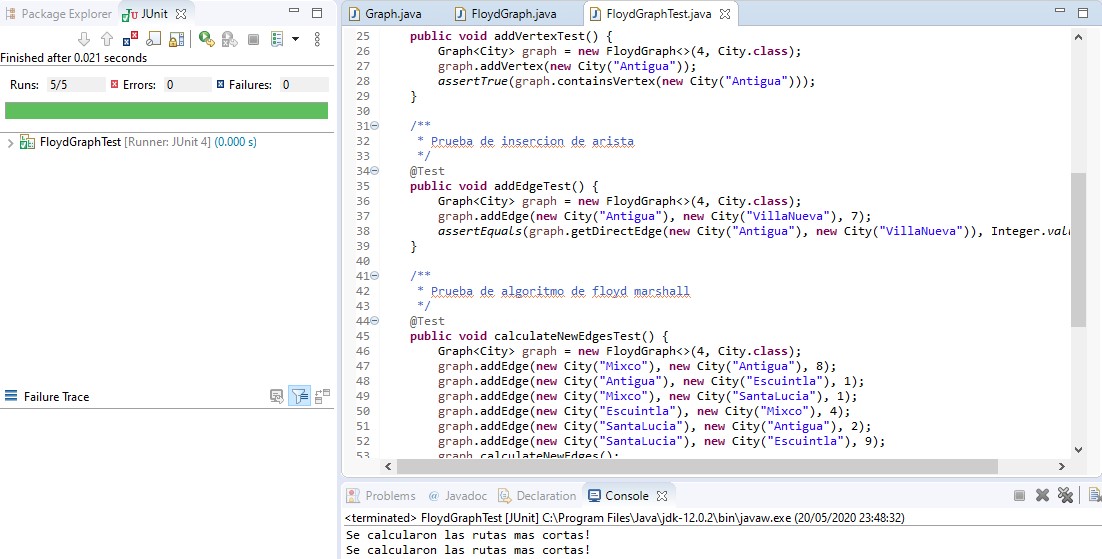 Package Explorer JUnit
Finished after 0.021 seconds
Runs: 5/5 Errors: 0 Failures: 0
FloydGraphTest [Runner: JUnit 4] (0.000 s)
Failure Trace
Graph.java FloydGraph.java FloydGraphTest.java
25 public void addVertexTest() {
26 Graph<City> graph = new FloydGraph<>(4, City.class);
27 graph.addVertex(new City("Antigua"));
28 assertTrue(graph.containsVertex(new City("Antigua")));
29 }
30
31 /**
32 * Prueba de insercion de arista
33 */
34 @Test
35 public void addEdgeTest() {
36 Graph<City> graph = new FloydGraph<>(4, City.class);
37 graph.addEdge(new City("Antigua"), new City("VillaNueva"), 7);
38 assertEquals(graph.getDirectEdge(new City("Antigua"), new City("VillaNueva")), Integer.val
39 }
40
41 /**
42 * Prueba de algoritmo de floyd marshall
43 */
44 @Test
45 public void calculateNewEdgesTest() {
46 Graph<City> graph = new FloydGraph<>(4, City.class);
47 graph.addEdge(new City("Mixco"), new City("Antigua"), 8);
48 graph.addEdge(new City("Antigua"), new City("Escuintla"), 1);
49 graph.addEdge(new City("Mixco"), new City("SantaLucia"), 1);
50 graph.addEdge(new City("Escuintla"), new City("Mixco"), 4);
51 graph.addEdge(new City("SantaLucia"), new City("Antigua"), 2);
52 graph.addEdge(new City("SantaLucia"), new City("Escuintla"), 9);
53 graph.calculateNewEdges();
Problems @ Javadoc Declaration Console
<terminated> FloydGraphTest [JUnit] C:\Program Files\Java\jdk-12.0.2\bin\javaw.exe (20/05/2020 23:48:32)
Se calcularon las rutas mas cortas!
Se calcularon las rutas mas cortas!